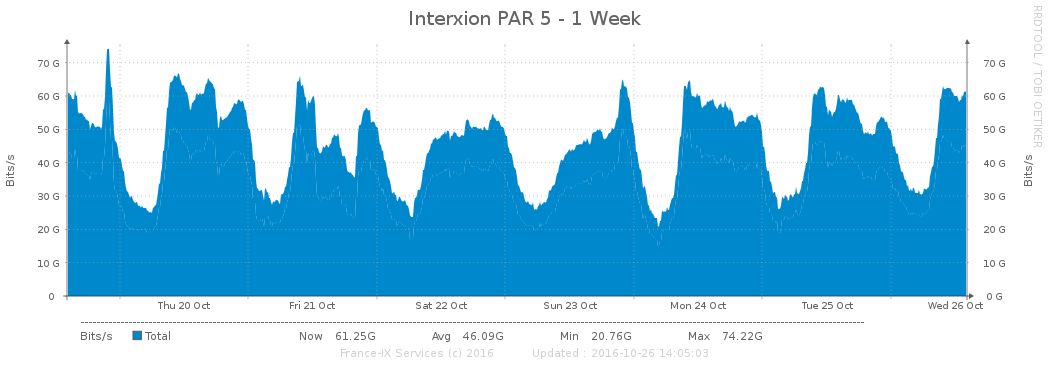 Interxion PAR 5 - 1 Week
RRDTOOL / TOBI OETIKER
Bits/s
Bits/s
70 G 70 G
60 G 60 G
50 G 50 G
40 G 40 G
30 G 30 G
20 G 20 G
10 G 10 G
0 0 G
Thu 20 Oct Fri 21 Oct Sat 22 Oct Sun 23 Oct Mon 24 Oct Tue 25 Oct Wed 26 Oct
Bits/s Total Now 61.25G Avg 46.09G Min 20.76G Max 74.22G
France-IX Services (c) 2016 Updated : 2016-10-26 14:05:03